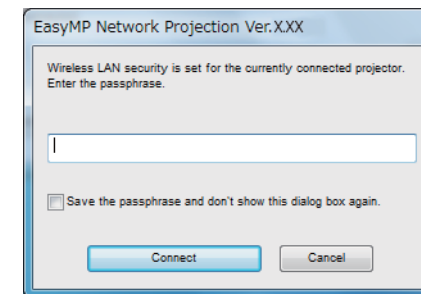 EasyMP Network Projection Ver.X.XX
Wireless LAN security is set for the currently connected projector.
Enter the passphrase.
Save the passphrase and don't show this dialog box again.
Connect
Cancel